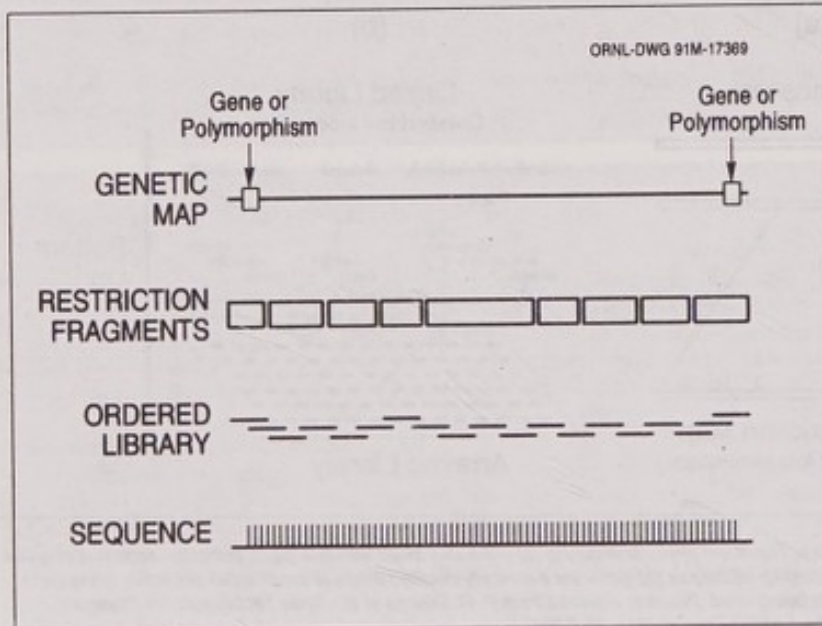 ORNL-DWG 91M-17369
Gene or
Polymorphism
Gene or
Polymorphism
GENETIC
MAP
RESTRICTION
FRAGMENTS
ORDERED
LIBRARY
SEQUENCE